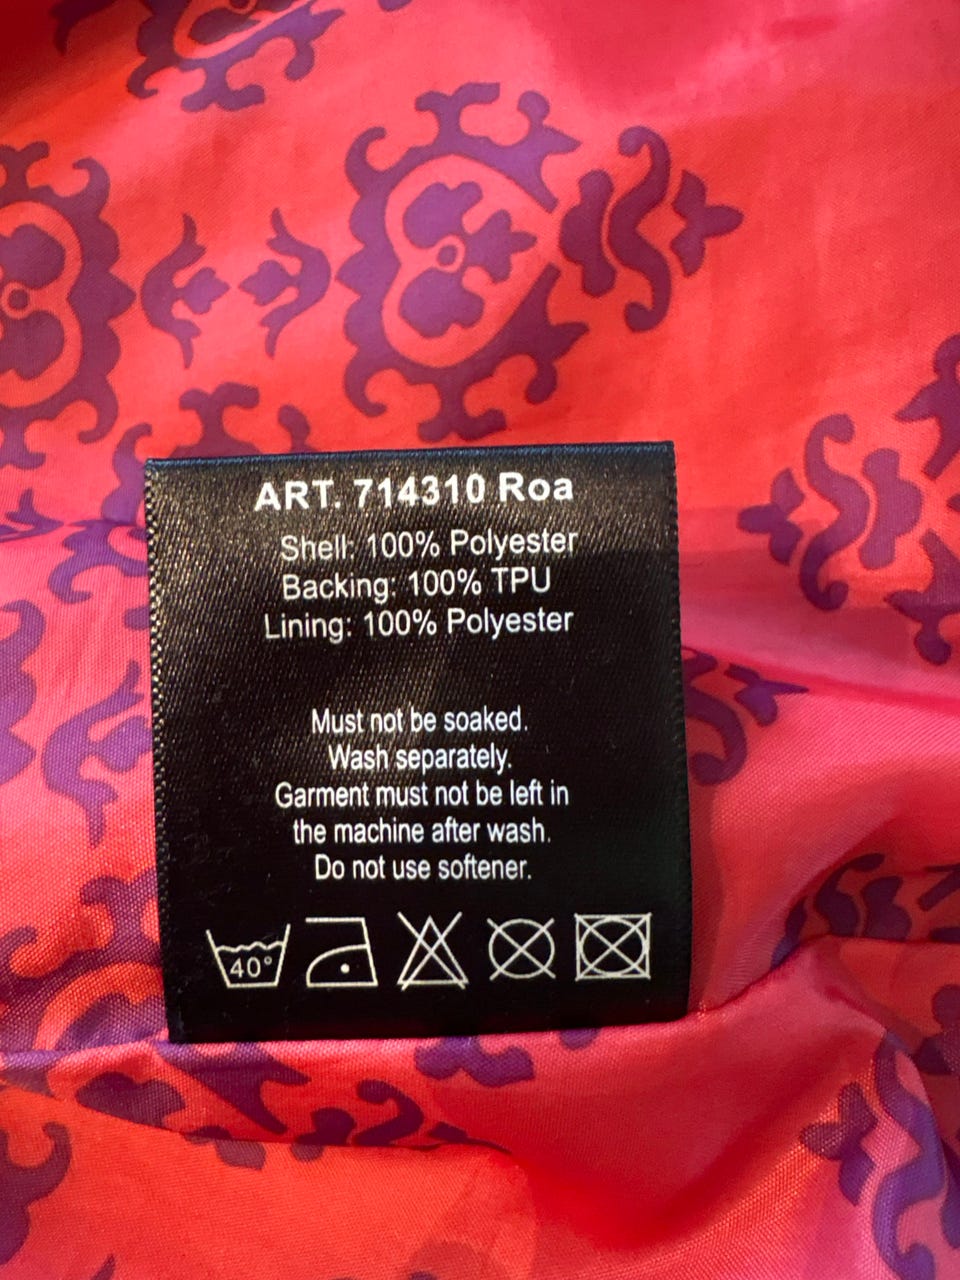 ART. 714310 Roa
Shell: 100% Polyester
Backing: 100% TPU
Lining: 100% Polyester
Must not be soaked.
Wash separately.
Garment must not be left in
the machine after wash.
Do not use softener.
40°